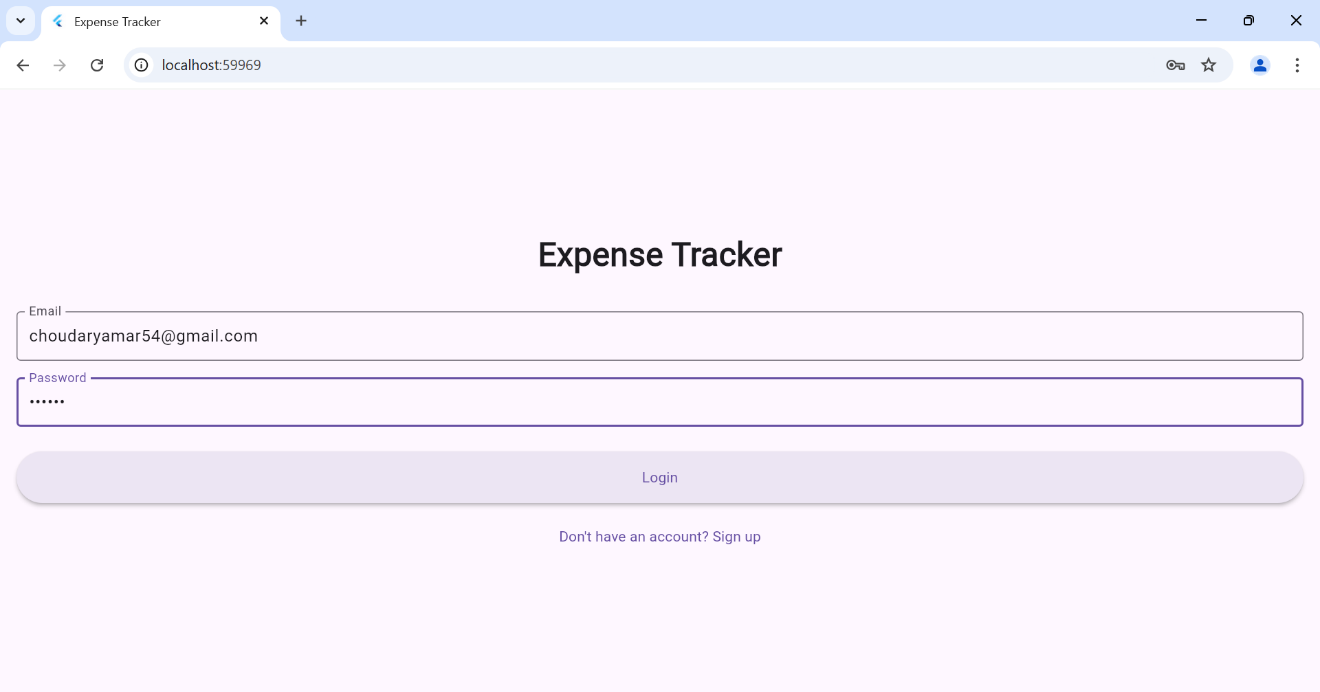 Expense Tracker
localhost:59969
Expense Tracker
Email
choudaryamar54@gmail.com
Password
••••••
Login
Don't have an account? Sign up